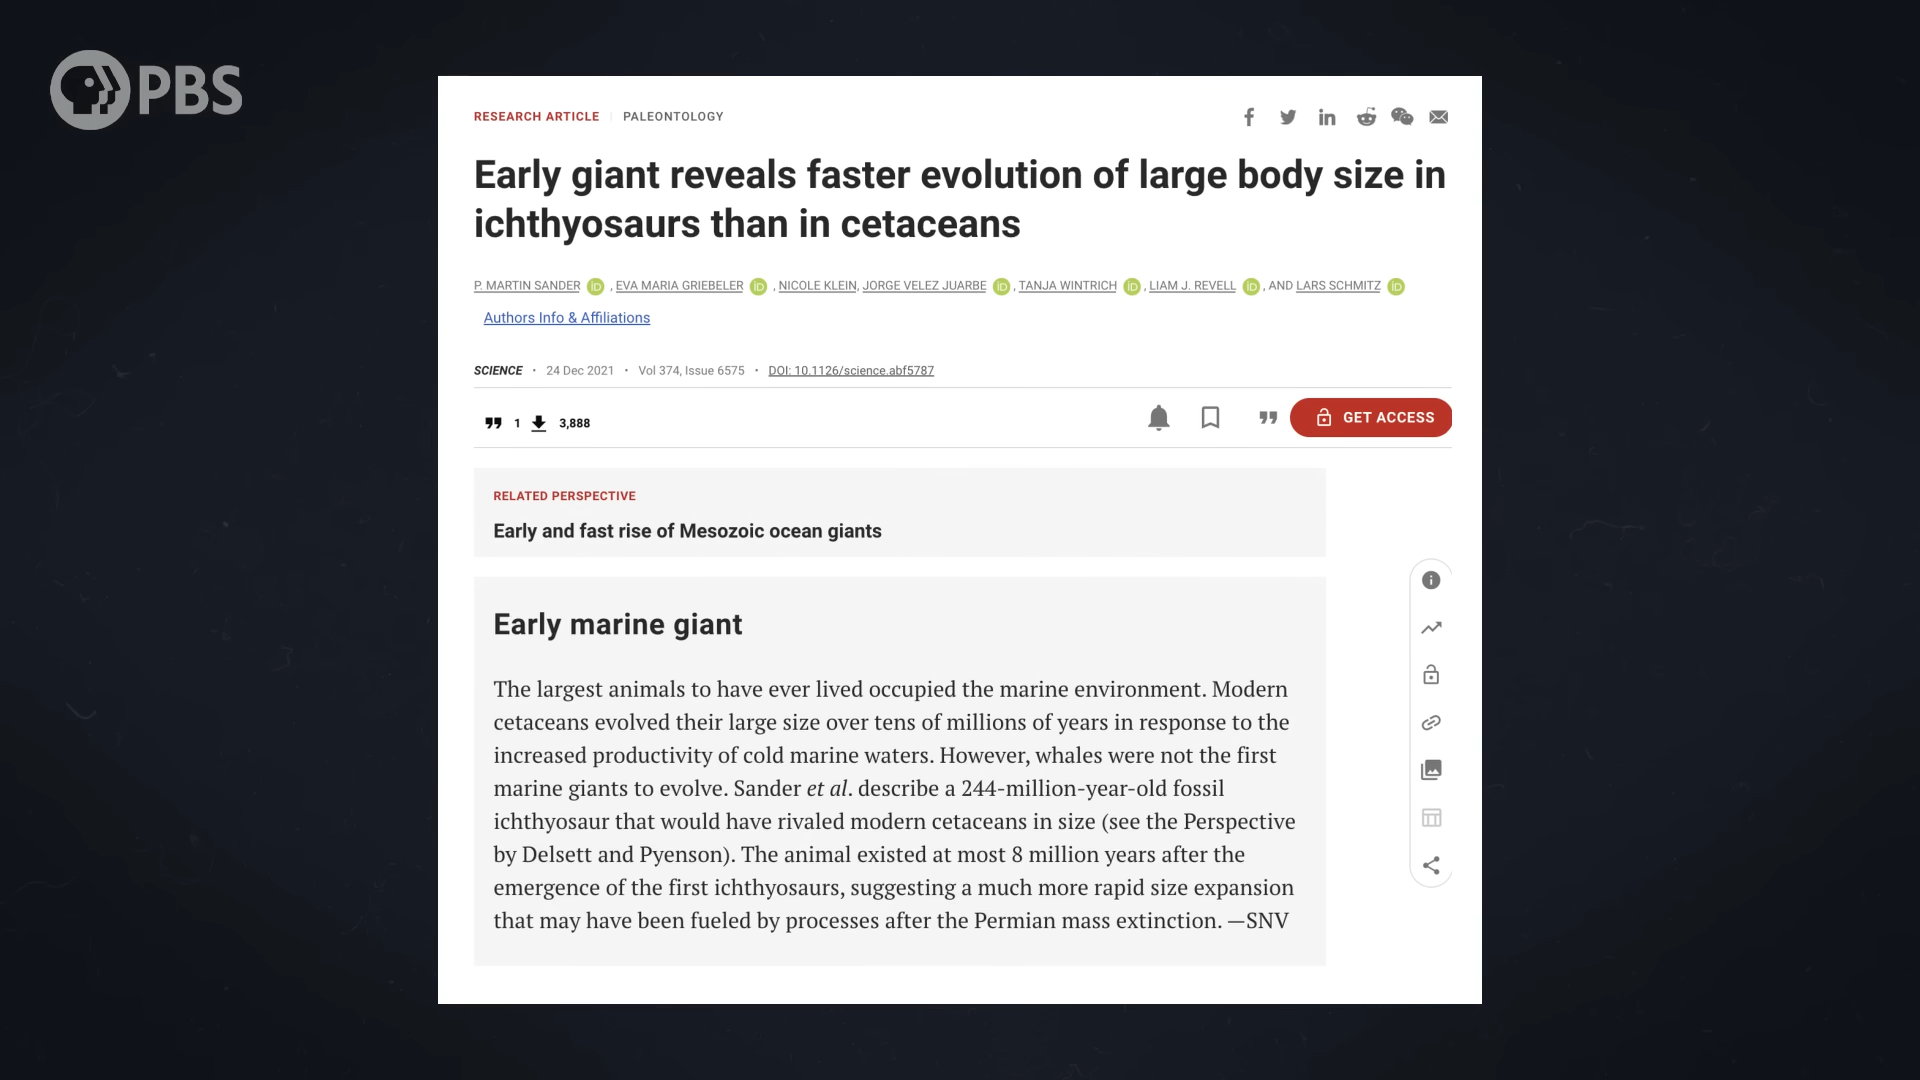 PBS
RESEARCH ARTICLE PALEONTOLOGY
Early giant reveals faster evolution of large body size in
ichthyosaurs than in cetaceans
P. MARTIN SANDER iD , EVA MARIA GRIEBELER iD , NICOLE KLEIN, JORGE VELEZ JUARBE iD , TANJA WINTRICH iD , LIAM J. REVELL iD , AND LARS SCHMITZ iD
Authors Info & Affiliations
SCIENCE • 24 Dec 2021 • Vol 374, Issue 6575 • DOI: 10.1126/science.abf5787
1 3,888
GET ACCESS
RELATED PERSPECTIVE
Early and fast rise of Mesozoic ocean giants
Early marine giant
The largest animals to have ever lived occupied the marine environment. Modern
cetaceans evolved their large size over tens of millions of years in response to the
increased productivity of cold marine waters. However, whales were not the first
marine giants to evolve. Sander et al. describe a 244-million-year-old fossil
ichthyosaur that would have rivaled modern cetaceans in size (see the Perspective
by Delsett and Pyenson). The animal existed at most 8 million years after the
emergence of the first ichthyosaurs, suggesting a much more rapid size expansion
that may have been fueled by processes after the Permian mass extinction. —SNV